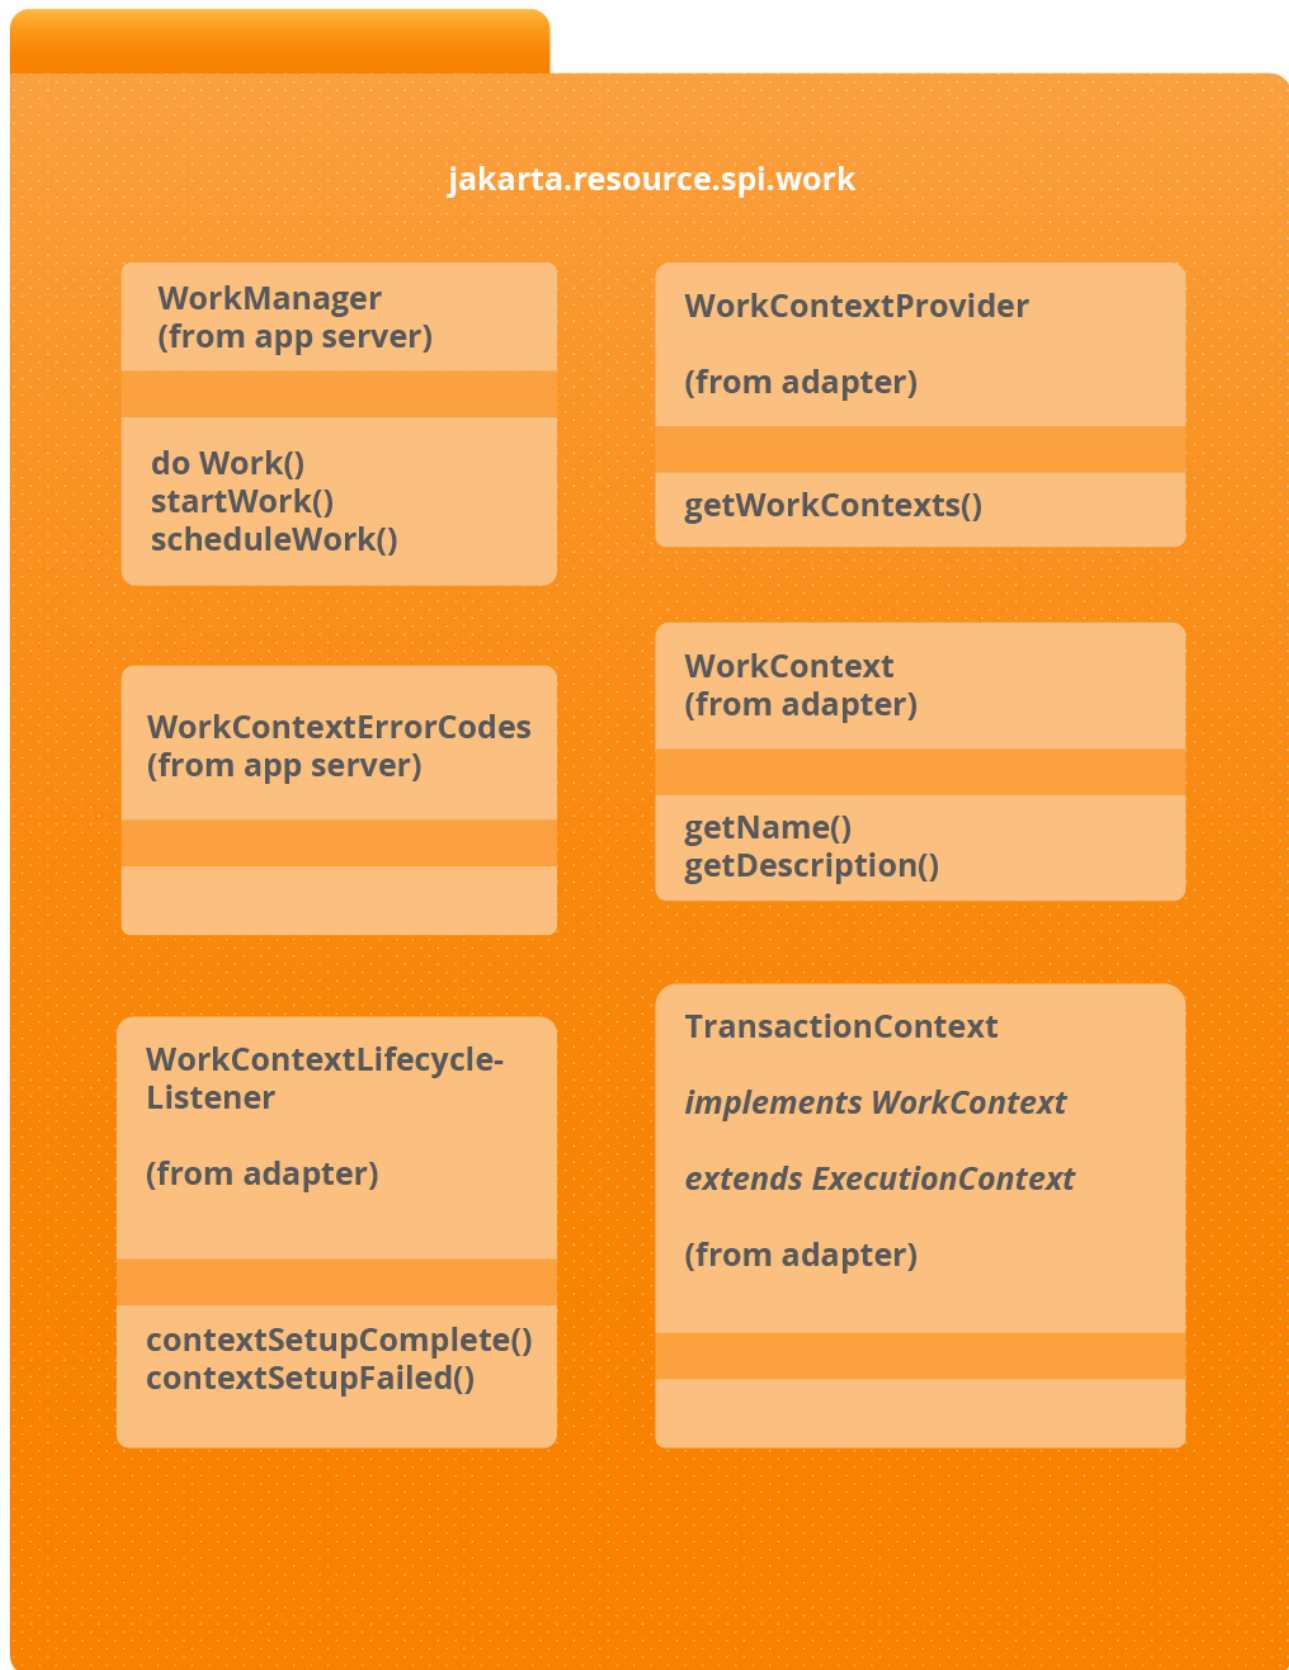 jakarta.resource.spi.work
WorkManager
(from app server)
do Work()
startWork()
scheduleWork()
WorkContextProvider
(from adapter)
getWorkContexts()
WorkContextErrorCodes
(from app server)
WorkContext
(from adapter)
getName()
getDescription()
WorkContextLifecycle-
Listener
(from adapter)
contextSetupComplete()
contextSetupFailed()
TransactionContext
implements WorkContext
extends ExecutionContext
(from adapter)